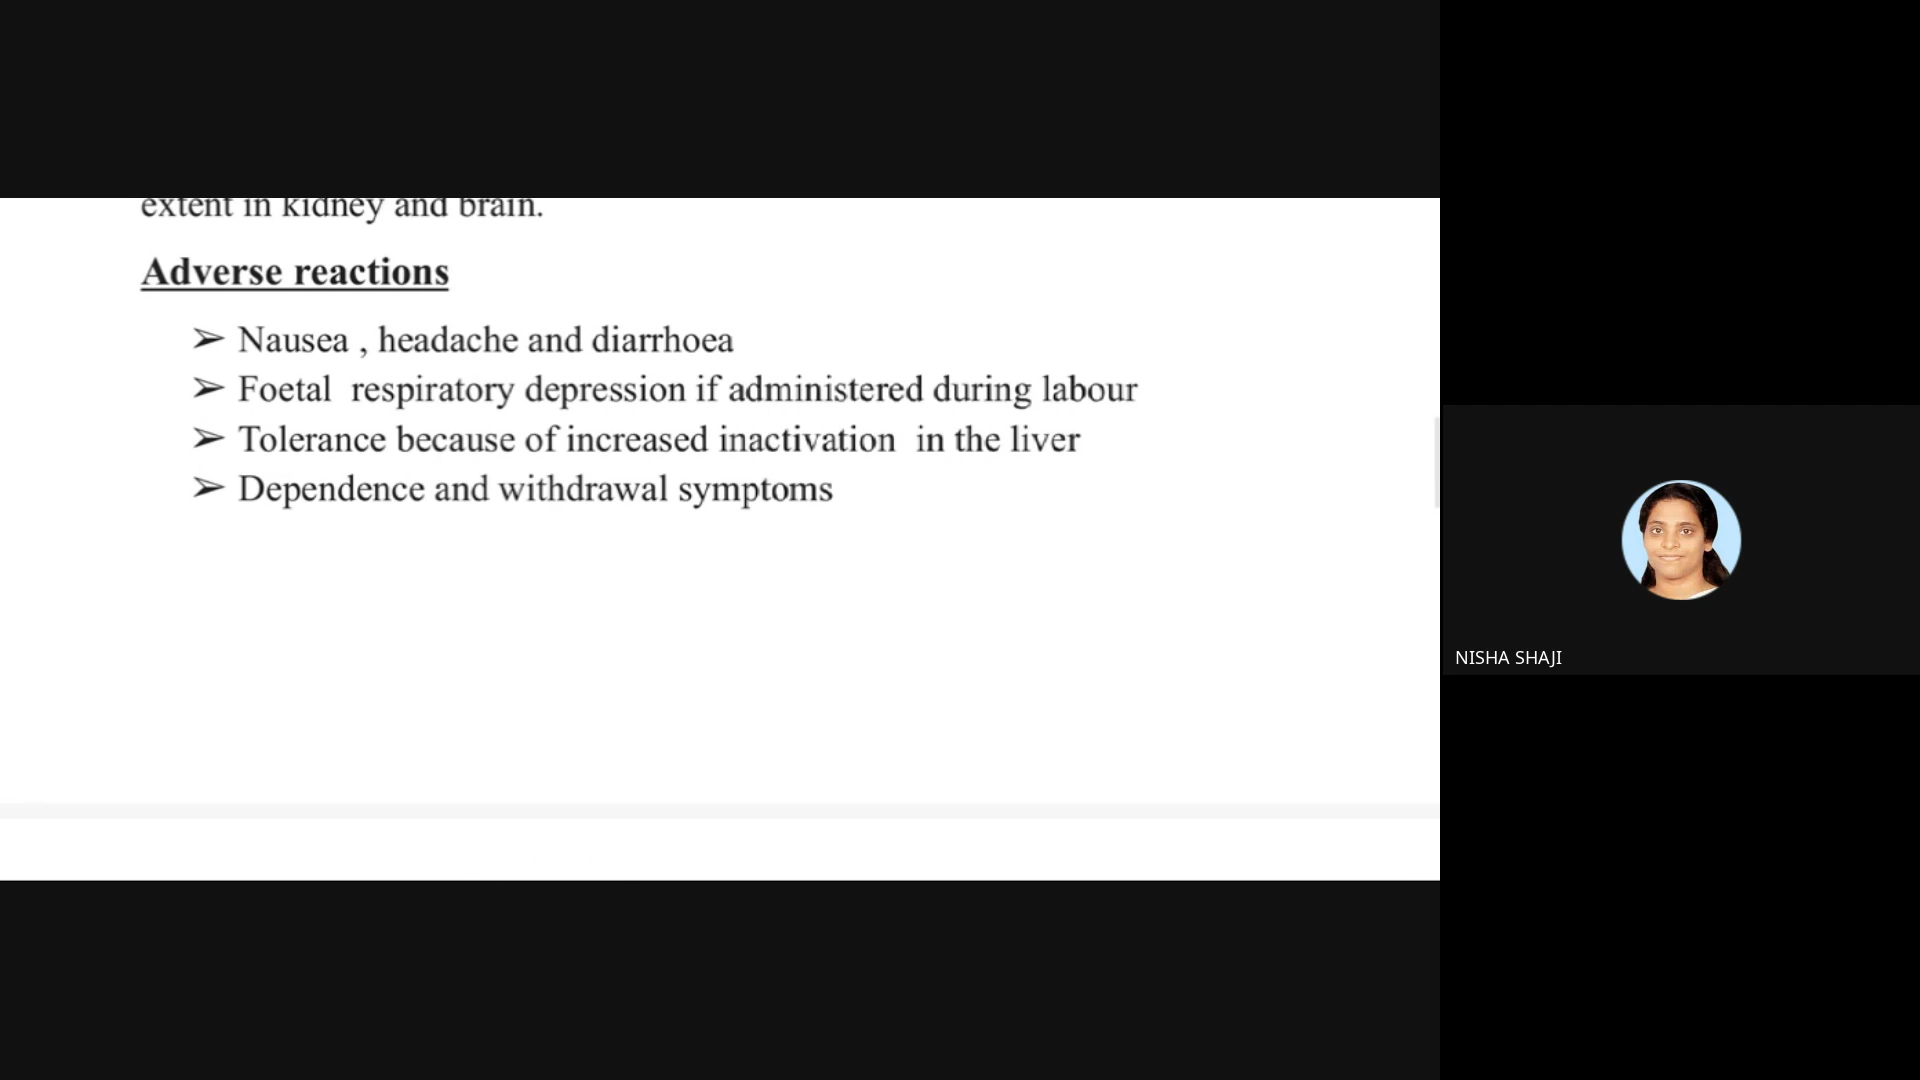 extent in kidney and brain.
Adverse reactions
➢ Nausea , headache and diarrhoea
➢ Foetal  respiratory depression if administered during labour
➢ Tolerance because of increased inactivation  in the liver
➢ Dependence and withdrawal symptoms
NISHA SHAJI